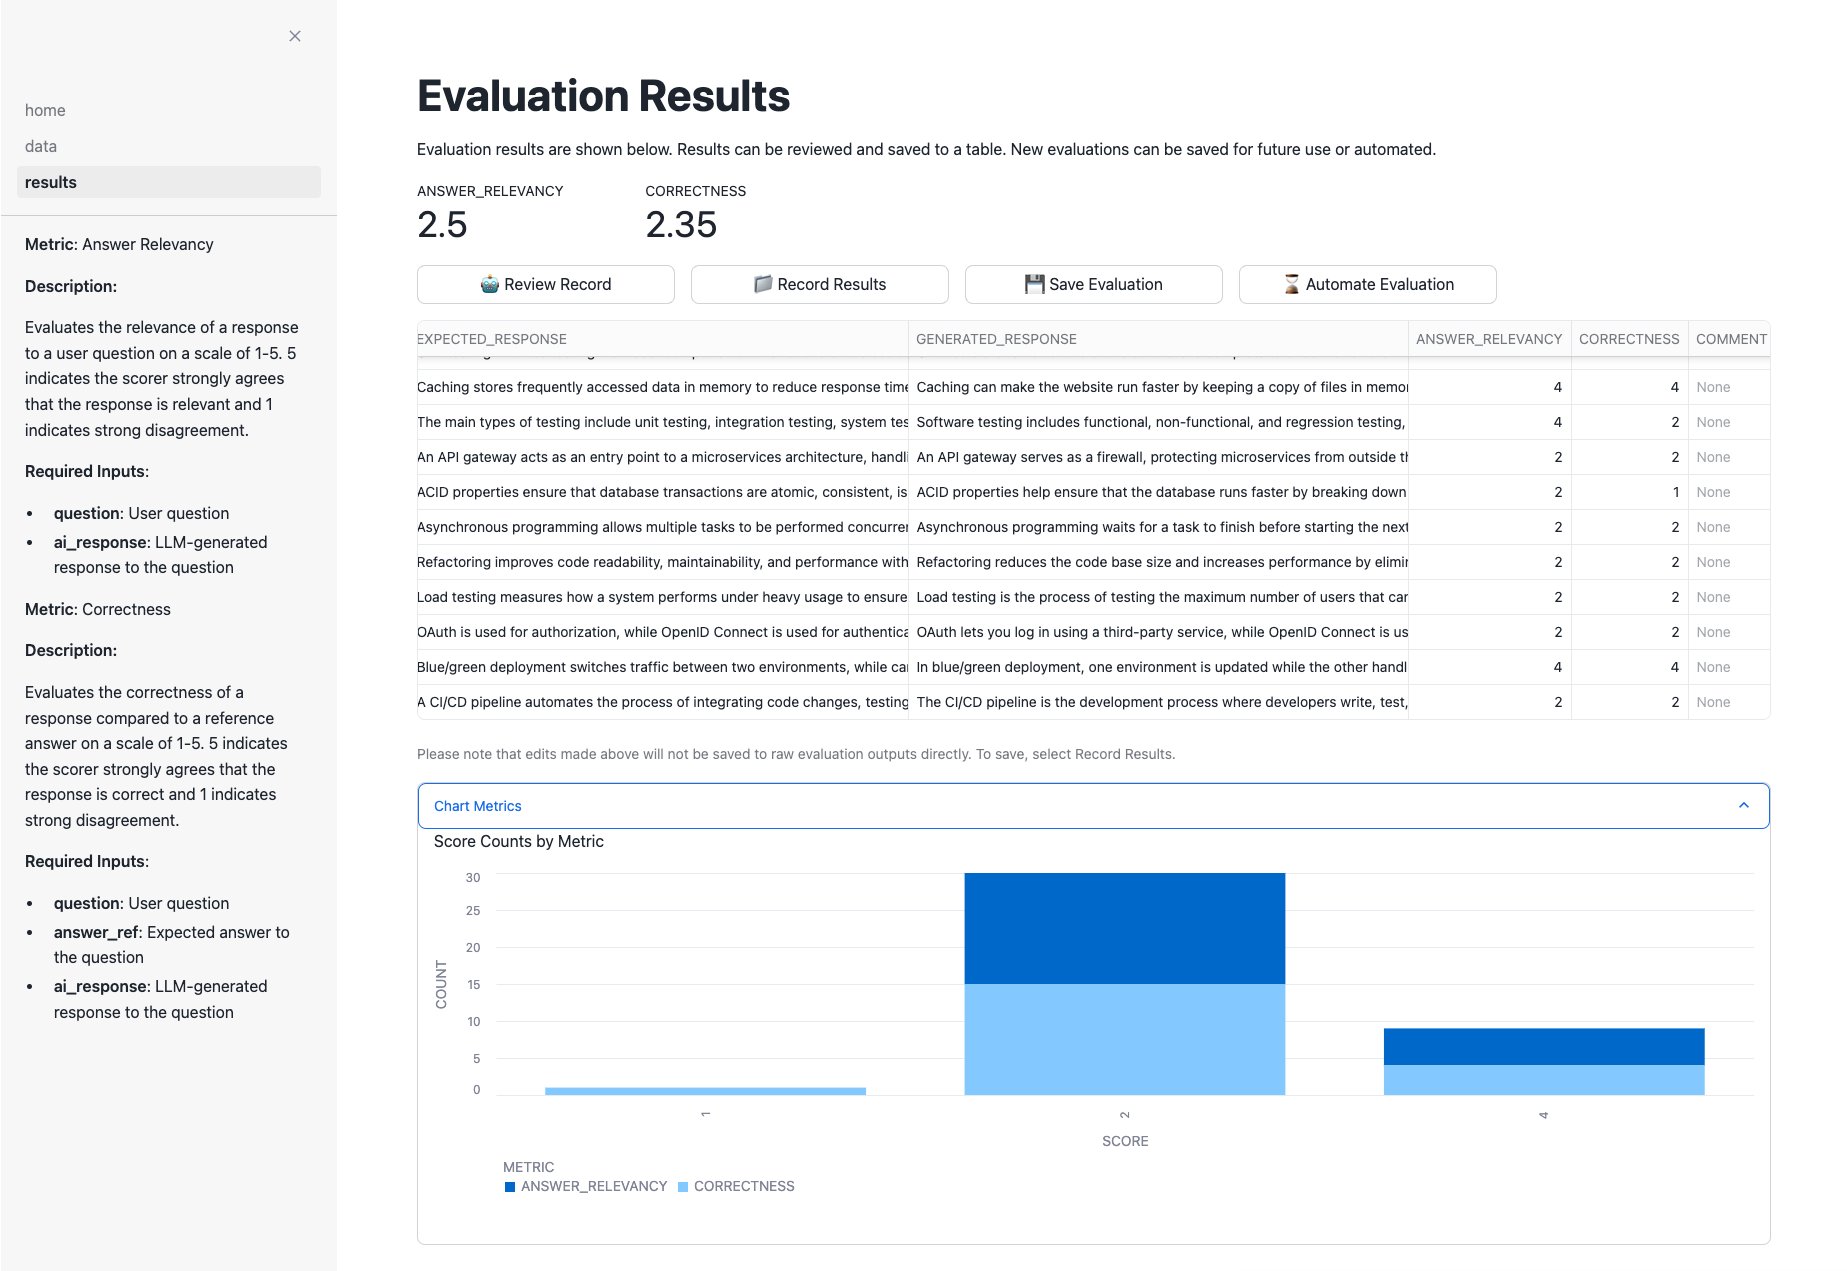 home
data
results
Metric: Answer Relevancy
Description:
Evaluates the relevance of a response
to a user question on a scale of 1-5. 5
indicates the scorer strongly agrees
that the response is relevant and 1
indicates strong disagreement.
Required Inputs:
• question: User question
• ai_response: LLM-generated
response to the question
Metric: Correctness
Description:
Evaluates the correctness of a
response compared to a reference
answer on a scale of 1-5. 5 indicates
the scorer strongly agrees that the
response is correct and 1 indicates
strong disagreement.
Required Inputs:
• question: User question
• answer_ref: Expected answer to
the question
• ai_response: LLM-generated
response to the question
Evaluation Results
Evaluation results are shown below. Results can be reviewed and saved to a table. New evaluations can be saved for future use or automated.
ANSWER_RELEVANCY CORRECTNESS
2.5 2.35
Review Record Record Results Save Evaluation Automate Evaluation
EXPECTED_RESPONSE GENERATED_RESPONSE ANSWER_RELEVANCY CORRECTNESS COMMENT
Caching stores frequently accessed data in memory to reduce response time Caching can make the website run faster by keeping a copy of files in memor 4 4 None
The main types of testing include unit testing, integration testing, system tes Software testing includes functional, non-functional, and regression testing, 4 2 None
An API gateway acts as an entry point to a microservices architecture, handli An API gateway serves as a firewall, protecting microservices from outside th 2 2 None
ACID properties ensure that database transactions are atomic, consistent, is ACID properties help ensure that the database runs faster by breaking down 2 1 None
Asynchronous programming allows multiple tasks to be performed concurrer Asynchronous programming waits for a task to finish before starting the next 2 2 None
Refactoring improves code readability, maintainability, and performance with Refactoring reduces the code base size and increases performance by elimin 2 2 None
Load testing measures how a system performs under heavy usage to ensure Load testing is the process of testing the maximum number of users that can 2 2 None
OAuth is used for authorization, while OpenID Connect is used for authentica OAuth lets you log in using a third-party service, while OpenID Connect is us 2 2 None
Blue/green deployment switches traffic between two environments, while ca In blue/green deployment, one environment is updated while the other handl 4 4 None
A CI/CD pipeline automates the process of integrating code changes, testing The CI/CD pipeline is the development process where developers write, test, 2 2 None
Please note that edits made above will not be saved to raw evaluation outputs directly. To save, select Record Results.
Chart Metrics
Score Counts by Metric
30
25
20
15
10
5
0
COUNT
1 2 4
SCORE
METRIC
ANSWER_RELEVANCY CORRECTNESS